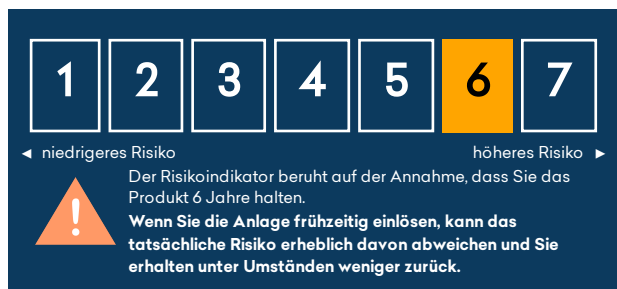 1 2 3 4 5 6 7
◄ niedrigeres Risiko höheres Risiko ►
Der Risikoindikator beruht auf der Annahme, dass Sie das
Produkt 6 Jahre halten.
Wenn Sie die Anlage frühzeitig einlösen, kann das
tatsächliche Risiko erheblich davon abweichen und Sie
erhalten unter Umständen weniger zurück.